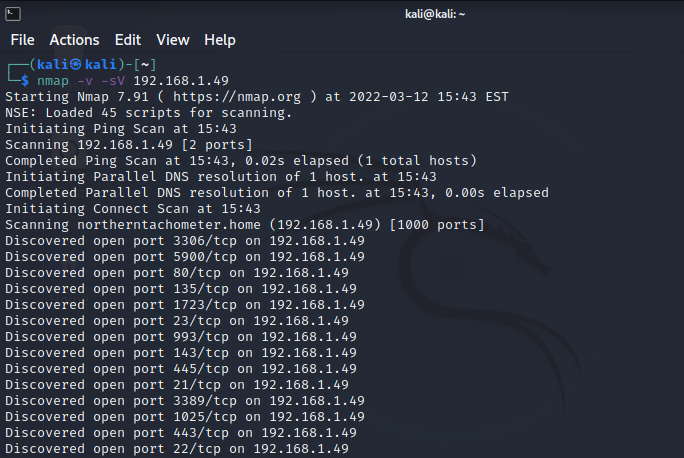 kali@kali: ~
File Actions Edit View Help
┌──(kali㉿kali)-[~]
└─$ nmap -v -sV 192.168.1.49
Starting Nmap 7.91 ( https://nmap.org ) at 2022-03-12 15:43 EST
NSE: Loaded 45 scripts for scanning.
Initiating Ping Scan at 15:43
Scanning 192.168.1.49 [2 ports]
Completed Ping Scan at 15:43, 0.02s elapsed (1 total hosts)
Initiating Parallel DNS resolution of 1 host. at 15:43
Completed Parallel DNS resolution of 1 host. at 15:43, 0.00s elapsed
Initiating Connect Scan at 15:43
Scanning northerntachometer.home (192.168.1.49) [1000 ports]
Discovered open port 3306/tcp on 192.168.1.49
Discovered open port 5900/tcp on 192.168.1.49
Discovered open port 80/tcp on 192.168.1.49
Discovered open port 135/tcp on 192.168.1.49
Discovered open port 1723/tcp on 192.168.1.49
Discovered open port 23/tcp on 192.168.1.49
Discovered open port 993/tcp on 192.168.1.49
Discovered open port 143/tcp on 192.168.1.49
Discovered open port 445/tcp on 192.168.1.49
Discovered open port 21/tcp on 192.168.1.49
Discovered open port 3389/tcp on 192.168.1.49
Discovered open port 1025/tcp on 192.168.1.49
Discovered open port 443/tcp on 192.168.1.49
Discovered open port 22/tcp on 192.168.1.49